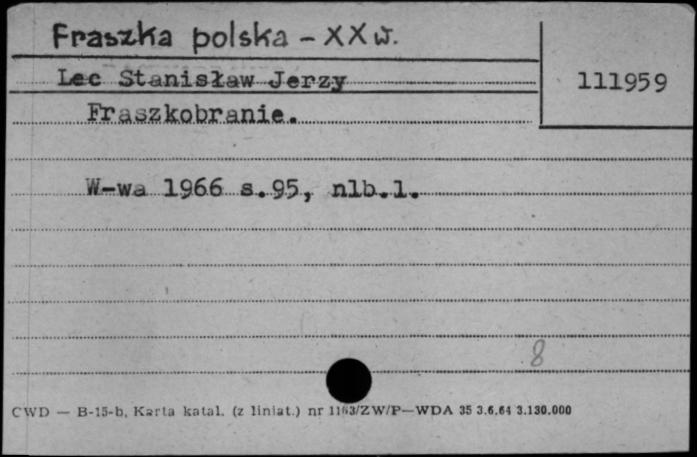 Fraszka polska - XX w.
Lec Stanisław Jerzy
111959
Fraszkobranie.
W-wa 1966 s.95, nlb.1.
8
CWD — B-15-b, Karta katal. (z liniat.) nr 1163/ZW/P—WDA 35 3.6.64 3.130.000